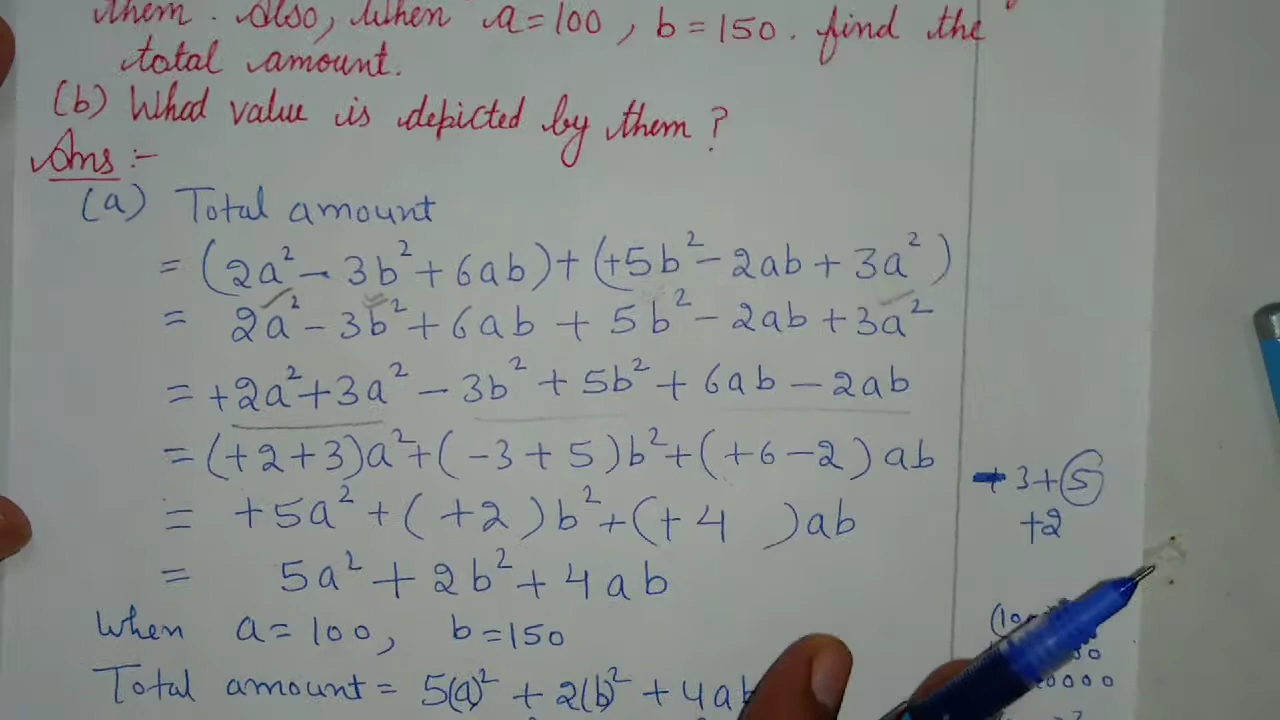 them. Also, When a=100, b=150. find the
total amount.
(b) What value is depicted by them?
Ans :-
(a) Total amount
= (2a² - 3b² + 6ab) + (+5b² - 2ab + 3a²)
= 2a² - 3b² + 6ab + 5b² - 2ab + 3a²
= +2a² + 3a² - 3b² + 5b² + 6ab - 2ab
= (+2+3)a² + (-3+5)b² + (+6-2)ab
- 3 + 5
+2
= +5a² + (+2)b² + (+4 )ab
= 5a² + 2b² + 4ab
When a=100, b=150
Total amount = 5(a)² + 2(b)² + 4ab